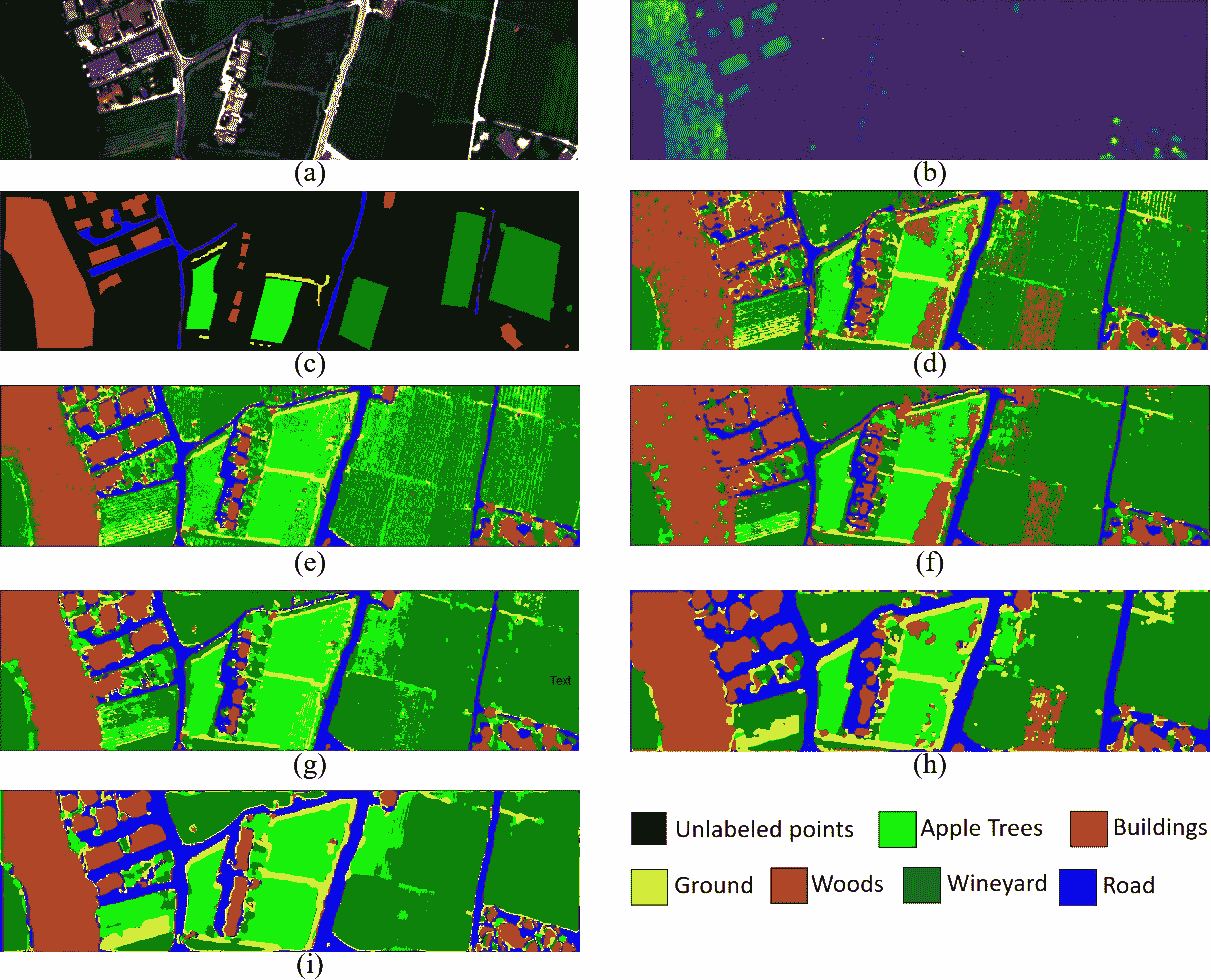 (a)
(b)
(c)
(d)
(e)
(f)
Text
(g)
(h)
Unlabeled points
Apple Trees
Buildings
Ground
Woods
Wineyard
Road
(i)